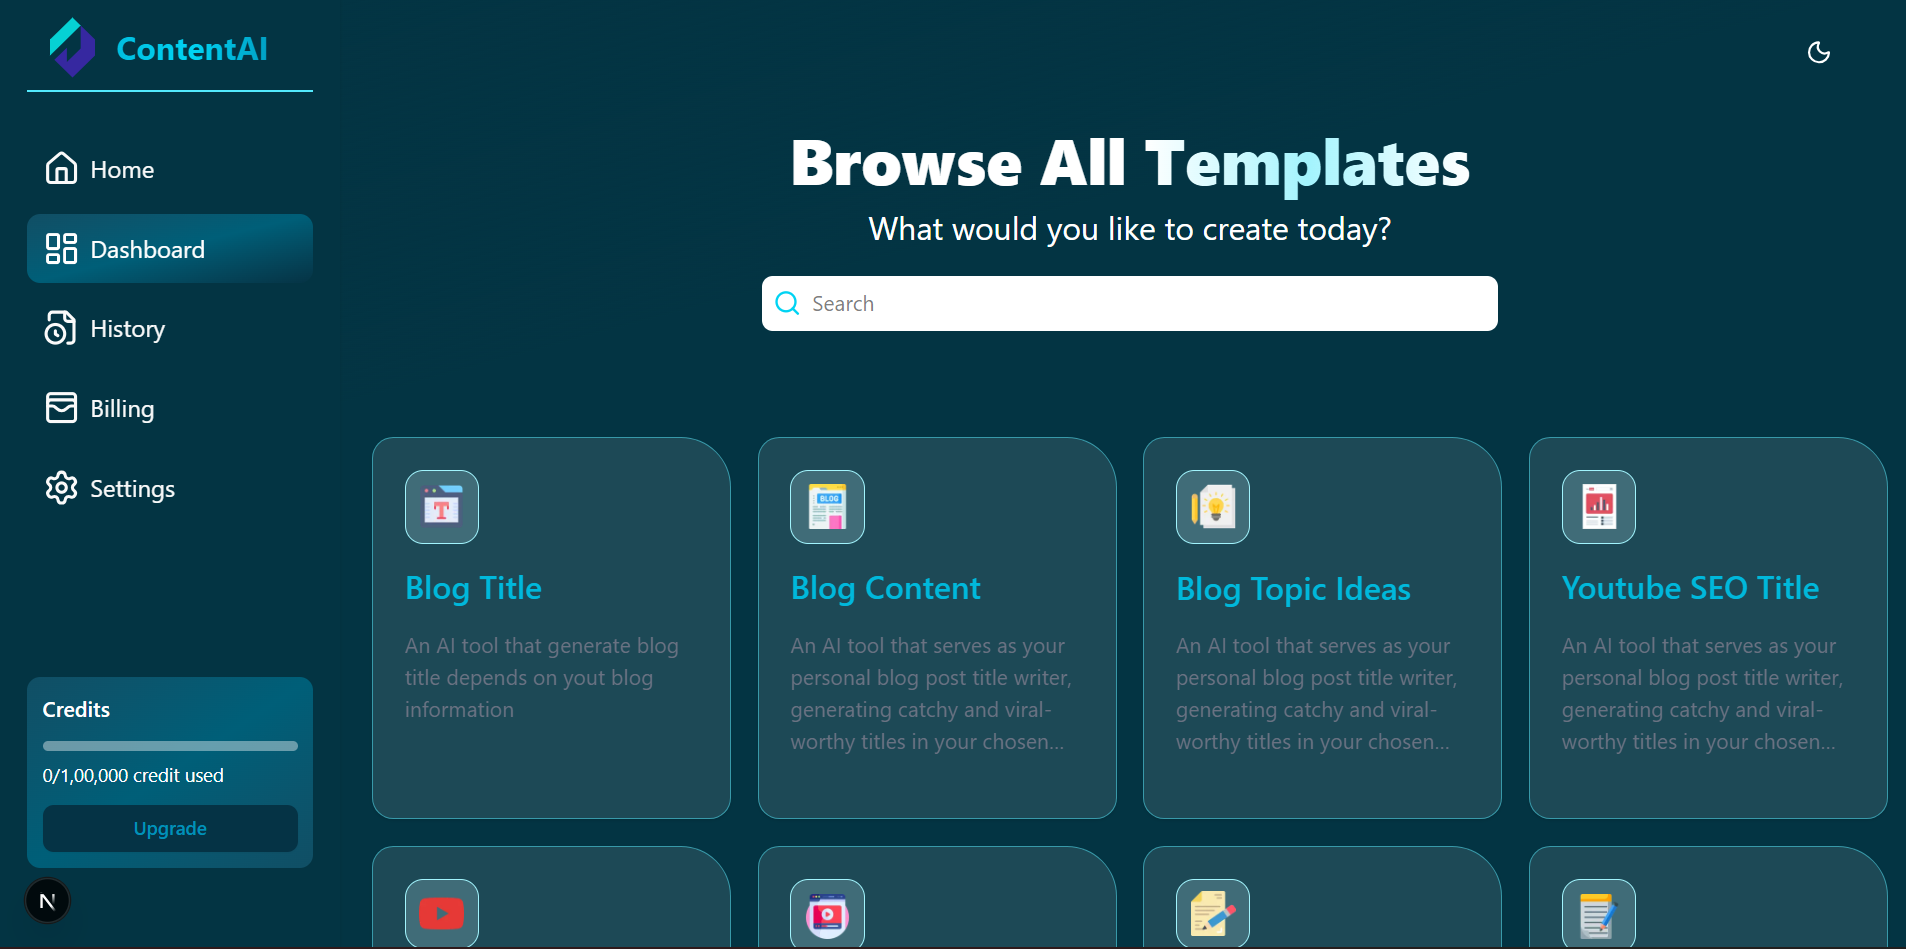 ContentAI
Home
Dashboard
History
Billing
Settings
Credits
0/1,00,000 credit used
Upgrade
N
Browse All Templates
What would you like to create today?
Search
T
Blog Title
An AI tool that generate blog
title depends on yout blog
information
BLOG
Blog Content
An AI tool that serves as your
personal blog post title writer,
generating catchy and viral-
worthy titles in your chosen...
Blog Topic Ideas
An AI tool that serves as your
personal blog post title writer,
generating catchy and viral-
worthy titles in your chosen...
Youtube SEO Title
An AI tool that serves as your
personal blog post title writer,
generating catchy and viral-
worthy titles in your chosen...